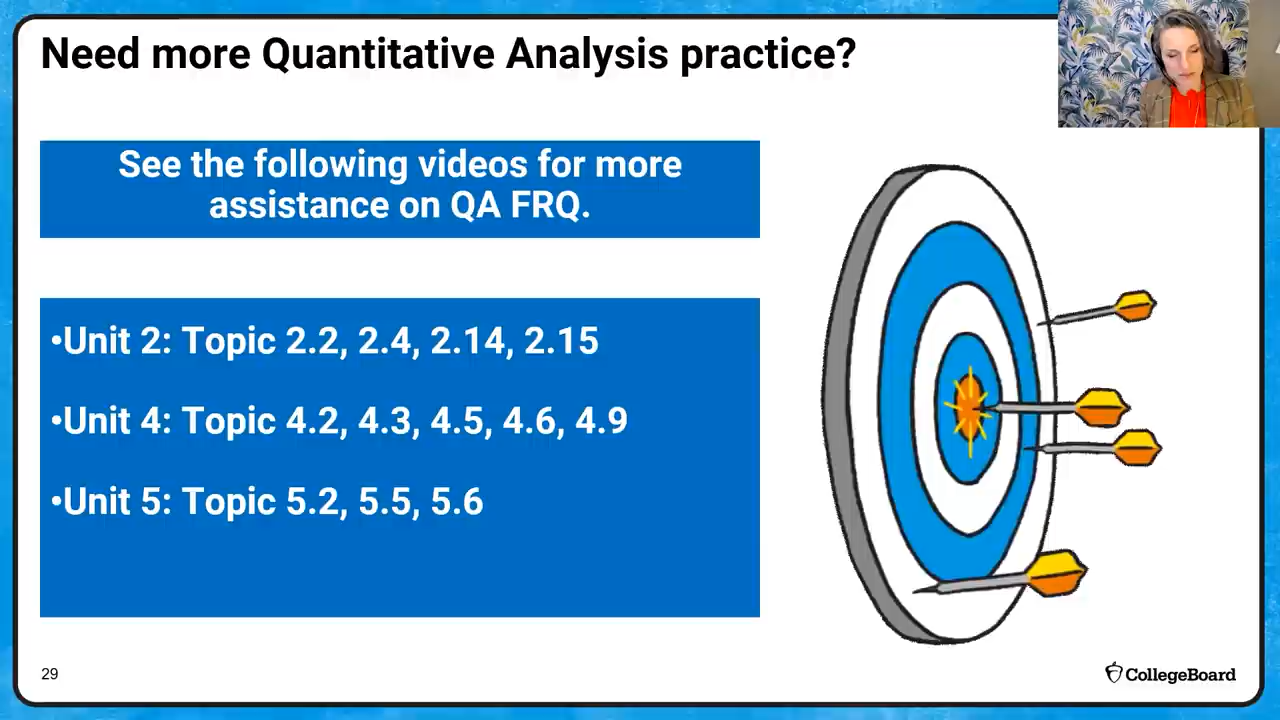 Need more Quantitative Analysis practice?
See the following videos for more
assistance on QA FRQ.
•Unit 2: Topic 2.2, 2.4, 2.14, 2.15
•Unit 4: Topic 4.2, 4.3, 4.5, 4.6, 4.9
•Unit 5: Topic 5.2, 5.5, 5.6
29
CollegeBoard